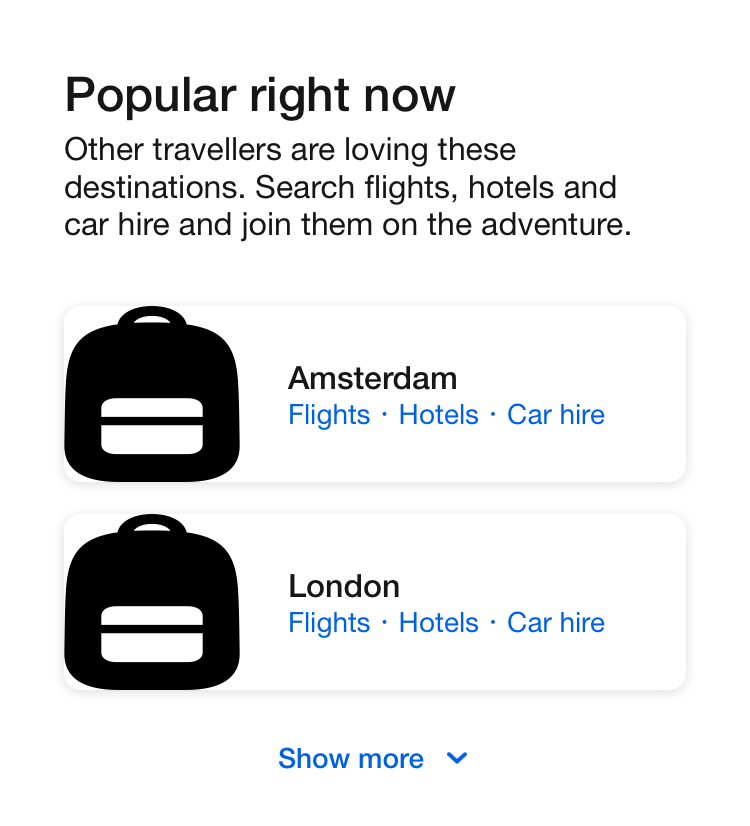 Popular right now
Other travellers are loving these
destinations. Search flights, hotels and
car hire and join them on the adventure.
Amsterdam
Flights · Hotels · Car hire
London
Flights · Hotels · Car hire
Show more